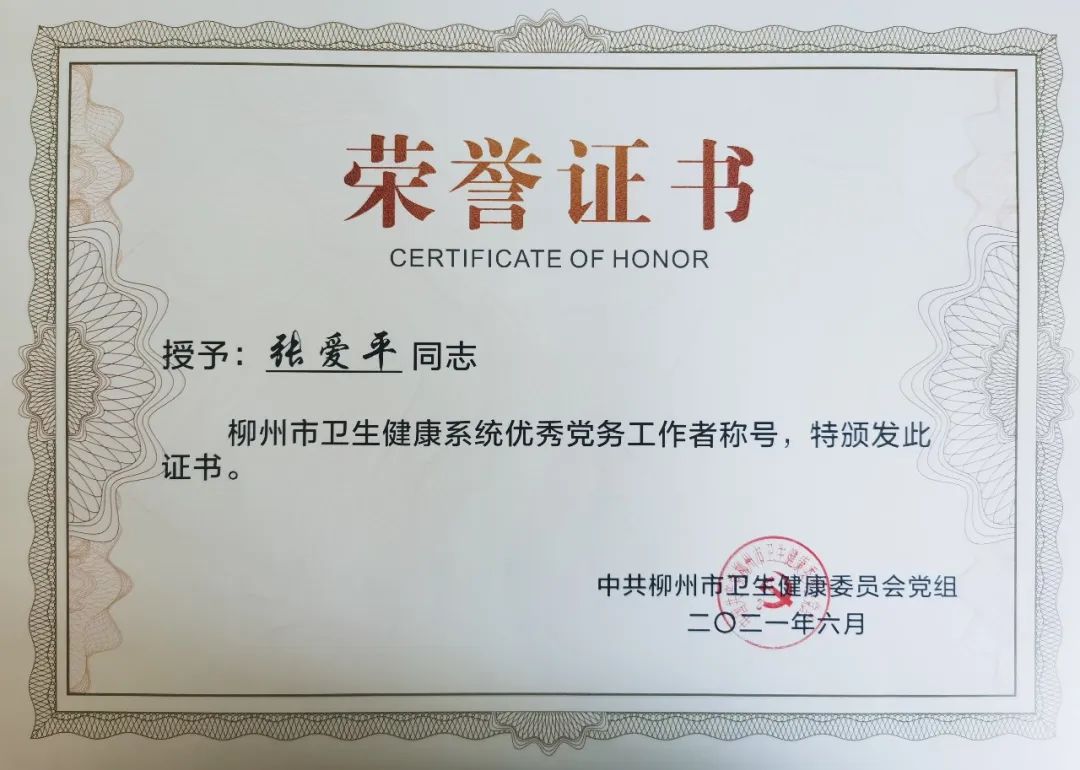 荣誉证书
CERTIFICATE OF HONOR
授予：张爱平同志
柳州市卫生健康系统优秀党务工作者称号，特颁发此
证书。
中共柳州市卫生健康委员会党组
二〇二一年六月